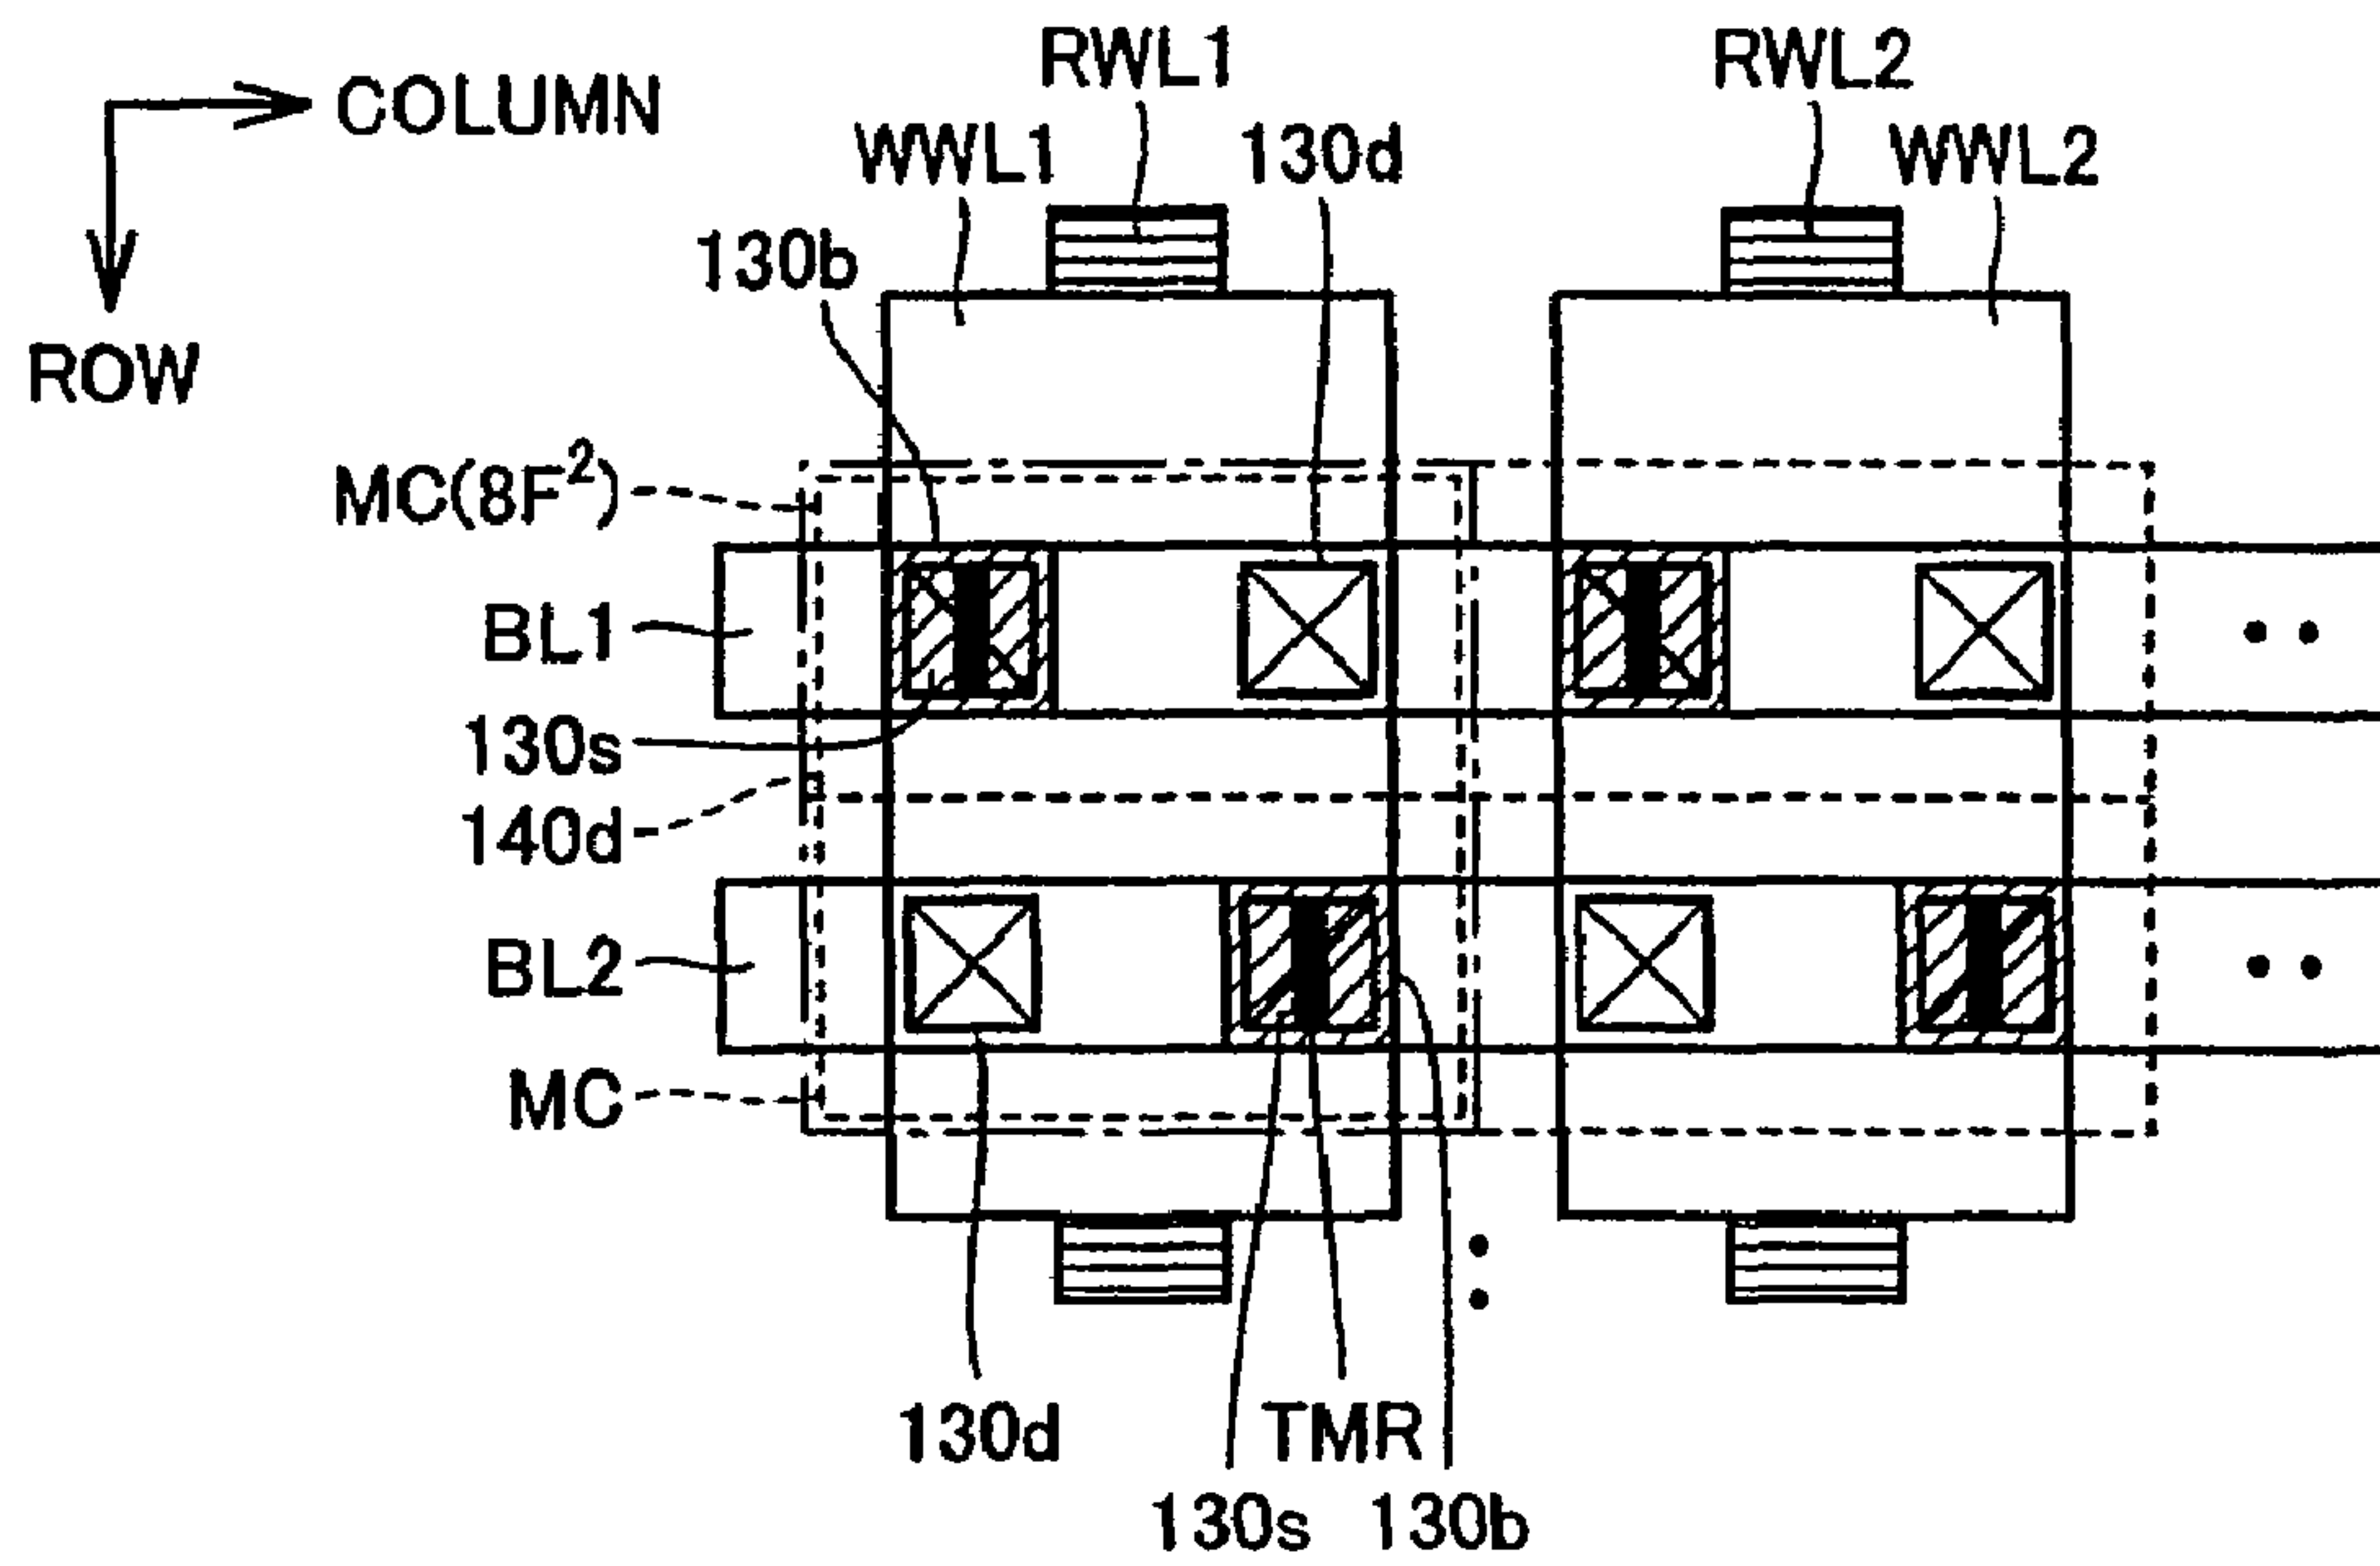 RWL1
RWL2
COLUMN
WWL1
130d
WWL2
130b
ROW
MC(8F²)
BL1
130s
140d
BL2
MC
130d
TMR
130s
130b